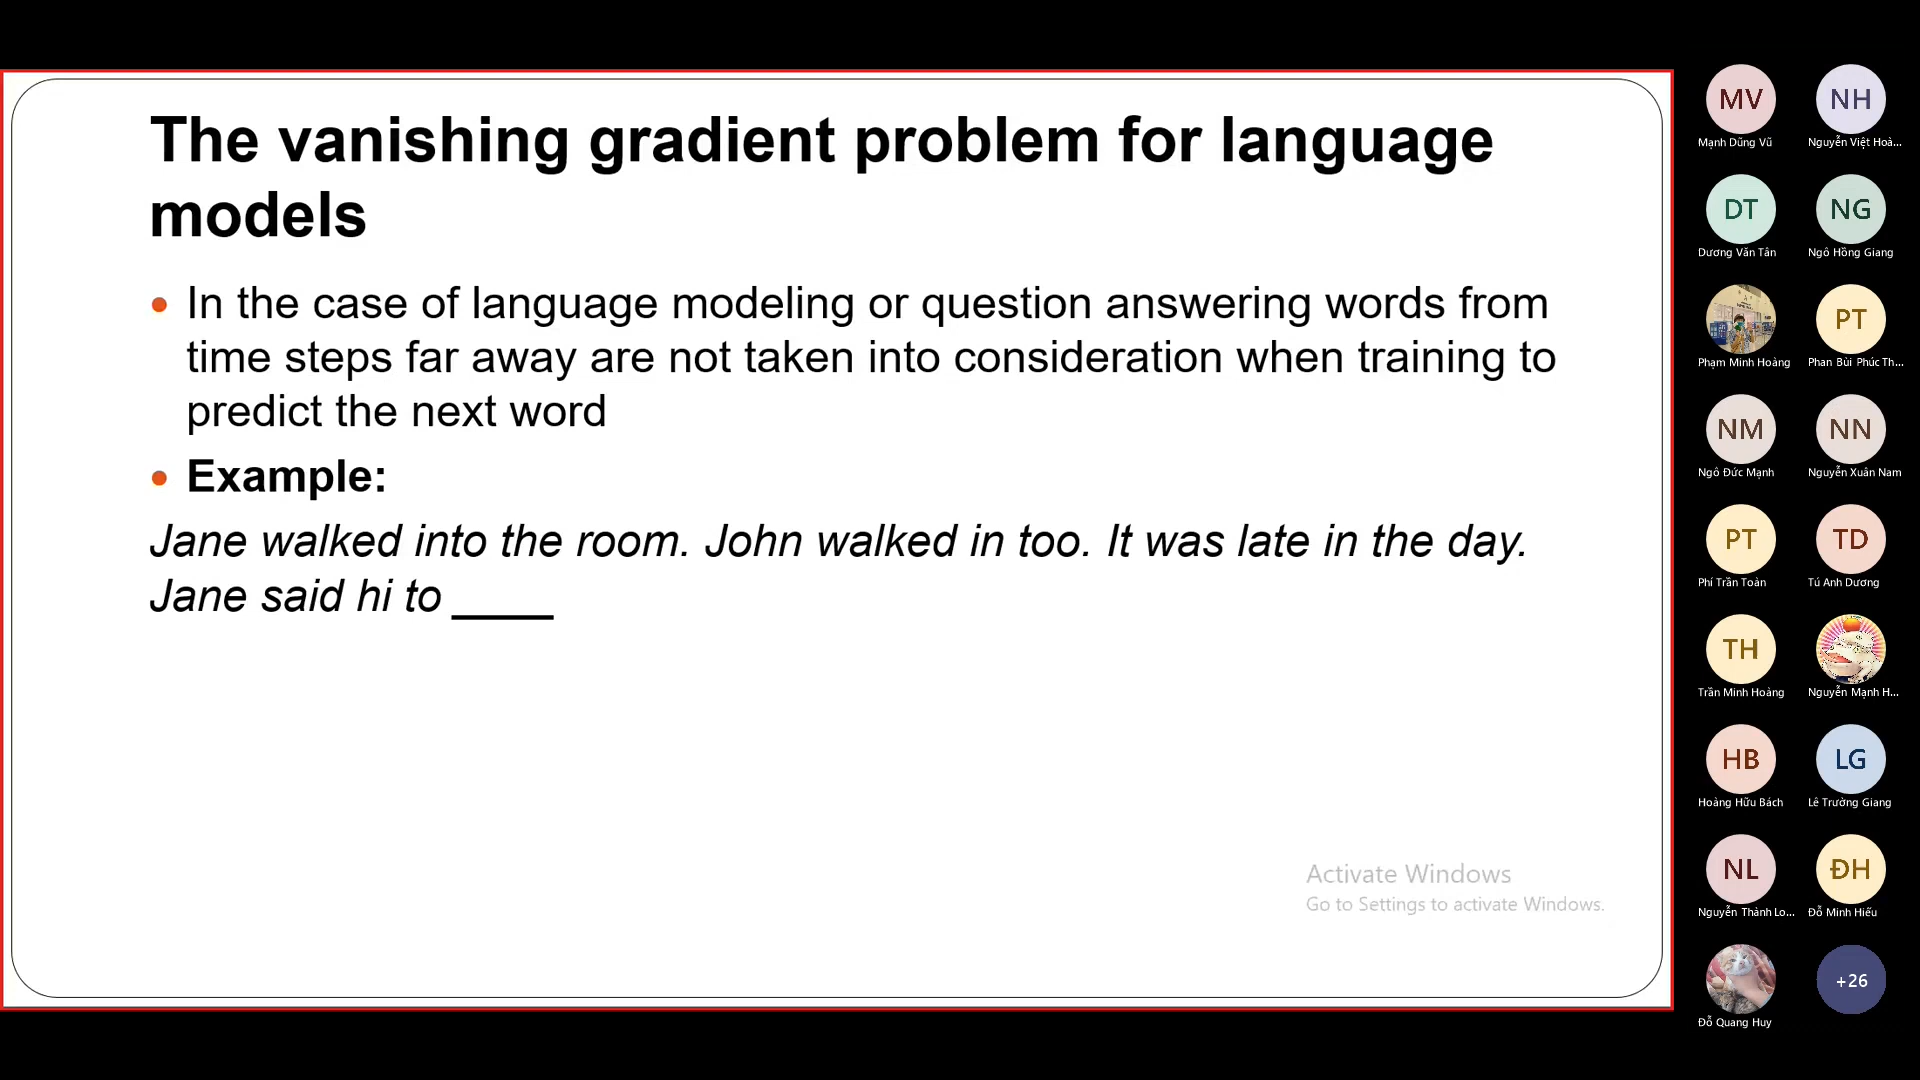 The vanishing gradient problem for language
models
In the case of language modeling or question answering words from
time steps far away are not taken into consideration when training to
predict the next word
Example:
Jane walked into the room. John walked in too. It was late in the day.
Jane said hi to ____
Activate Windows
Go to Settings to activate Windows.
MV
NH
Mạnh Dũng Vũ
Nguyễn Việt Hoà...
DT
NG
Dương Văn Tân
Ngô Hồng Giang
PT
Phạm Minh Hoàng
Phan Bùi Phúc Th...
NM
NN
Ngô Đức Mạnh
Nguyễn Xuân Nam
PT
TD
Phí Trần Toàn
Tú Anh Dương
TH
Trần Minh Hoàng
Nguyễn Mạnh H...
HB
LG
Hoàng Hữu Bách
Lê Trường Giang
NL
ĐH
Nguyễn Thành Lo...
Đỗ Minh Hiếu
+26
Đỗ Quang Huy